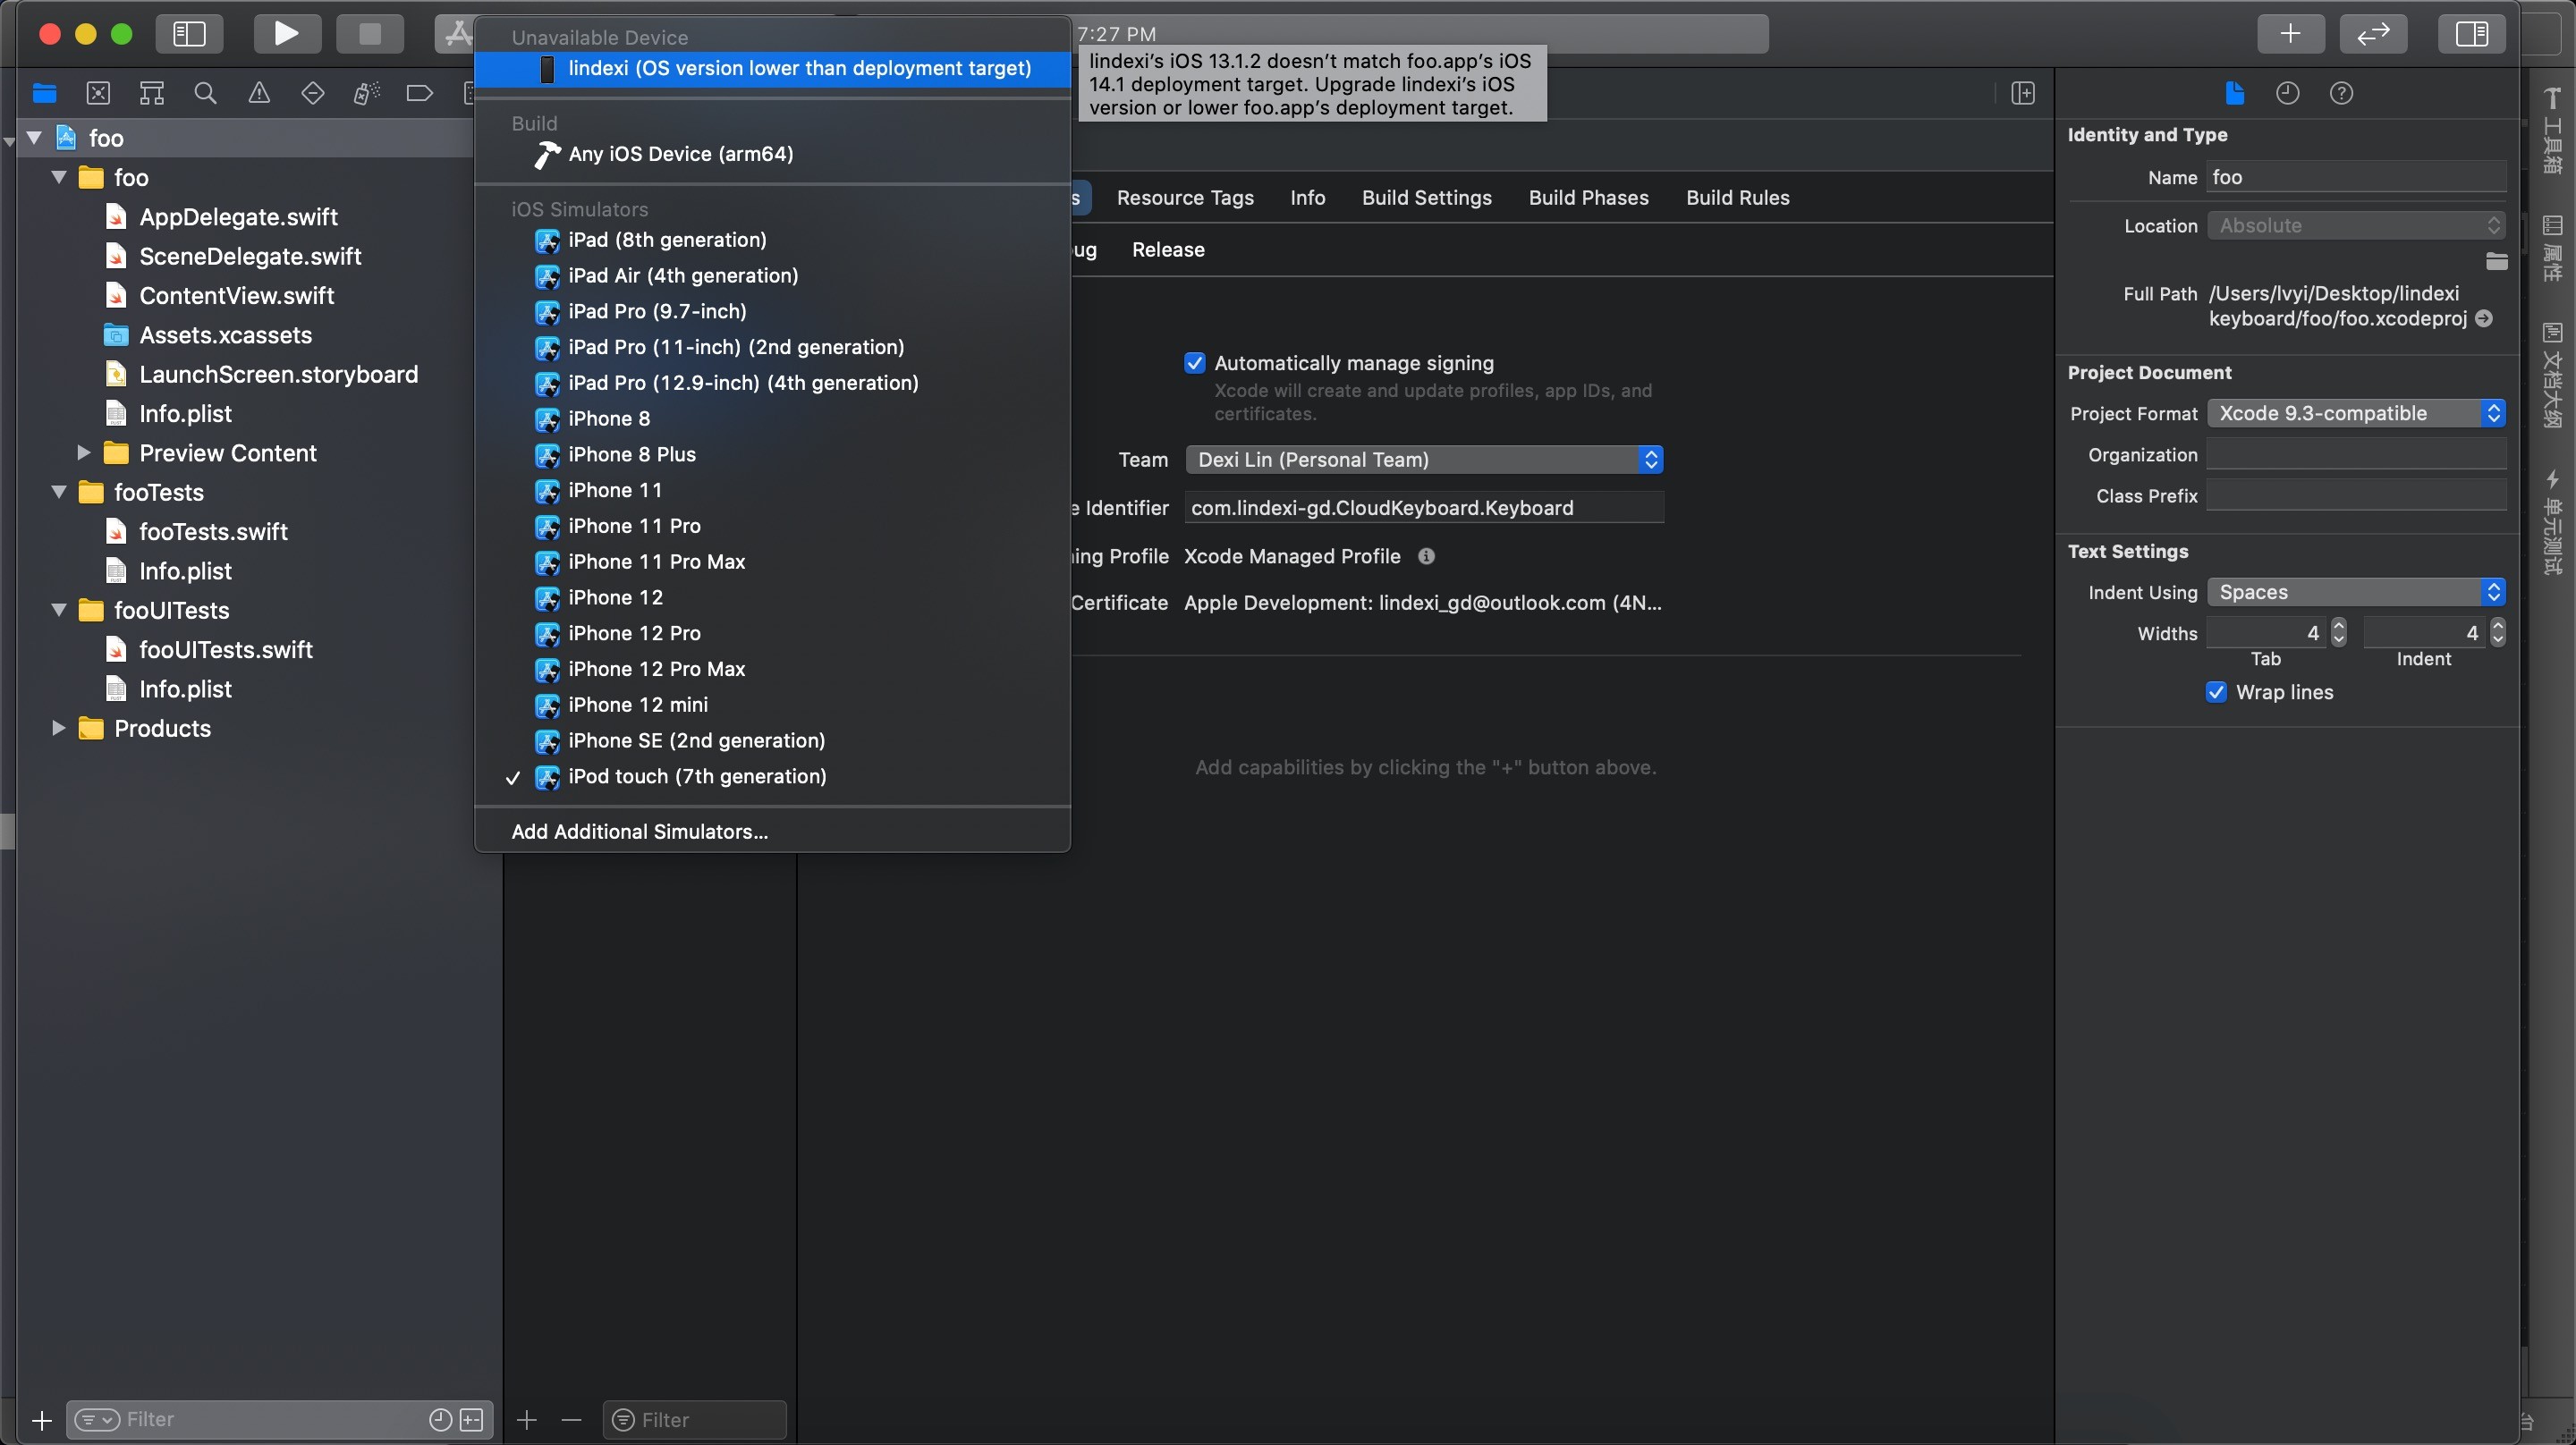 7:27 PM
Unavailable Device
lindexi (OS version lower than deployment target)
lindexi’s iOS 13.1.2 doesn’t match foo.app’s iOS
14.1 deployment target. Upgrade lindexi’s iOS
version or lower foo.app’s deployment target.
Build
Any iOS Device (arm64)
iOS Simulators
iPad (8th generation)
iPad Air (4th generation)
iPad Pro (9.7-inch)
iPad Pro (11-inch) (2nd generation)
iPad Pro (12.9-inch) (4th generation)
iPhone 8
iPhone 8 Plus
iPhone 11
iPhone 11 Pro
iPhone 11 Pro Max
iPhone 12
iPhone 12 Pro
iPhone 12 Pro Max
iPhone 12 mini
iPhone SE (2nd generation)
iPod touch (7th generation)
Add Additional Simulators...
foo
foo
AppDelegate.swift
SceneDelegate.swift
ContentView.swift
Assets.xcassets
LaunchScreen.storyboard
Info.plist
Preview Content
fooTests
fooTests.swift
Info.plist
fooUITests
fooUITests.swift
Info.plist
Products
Filter
Filter
s Resource Tags Info Build Settings Build Phases Build Rules
ug Release
Automatically manage signing
Xcode will create and update profiles, app IDs, and
certificates.
Team Dexi Lin (Personal Team)
e Identifier com.lindexi-gd.CloudKeyboard.Keyboard
ing Profile Xcode Managed Profile
Certificate Apple Development: lindexi_gd@outlook.com (4N...
Add capabilities by clicking the "+" button above.
Identity and Type
Name foo
Location Absolute
Full Path /Users/lvyi/Desktop/lindexi
keyboard/foo/foo.xcodeproj
Project Document
Project Format Xcode 9.3-compatible
Organization
Class Prefix
Text Settings
Indent Using Spaces
Widths 4 4
Tab Indent
Wrap lines
工具箱
属性
文档大纲
单元测试
台